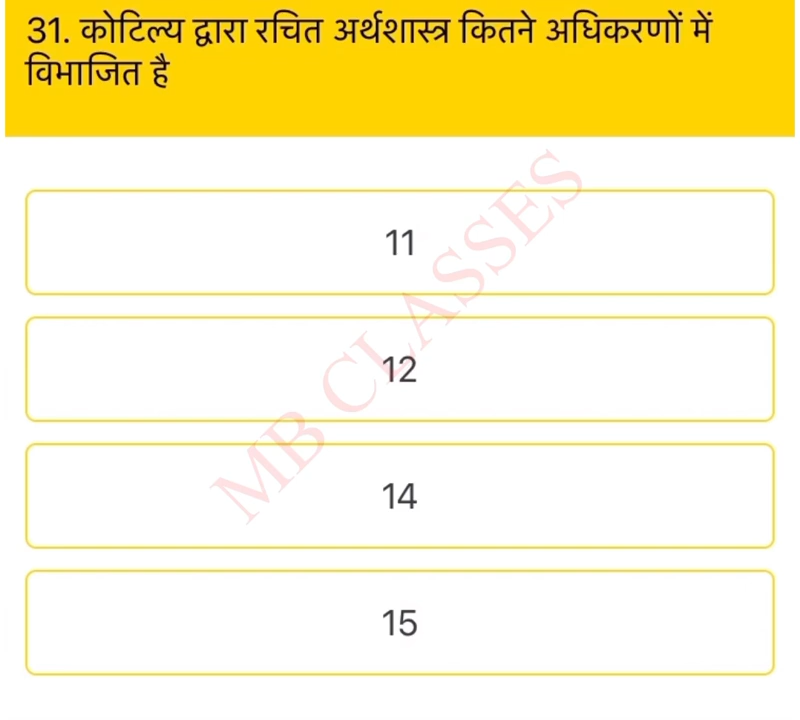 31. कोटिल्य द्वारा रचित अर्थशास्त्र कितने अधिकरणों में
विभाजित है
11
12
14
15
MB CLASSES